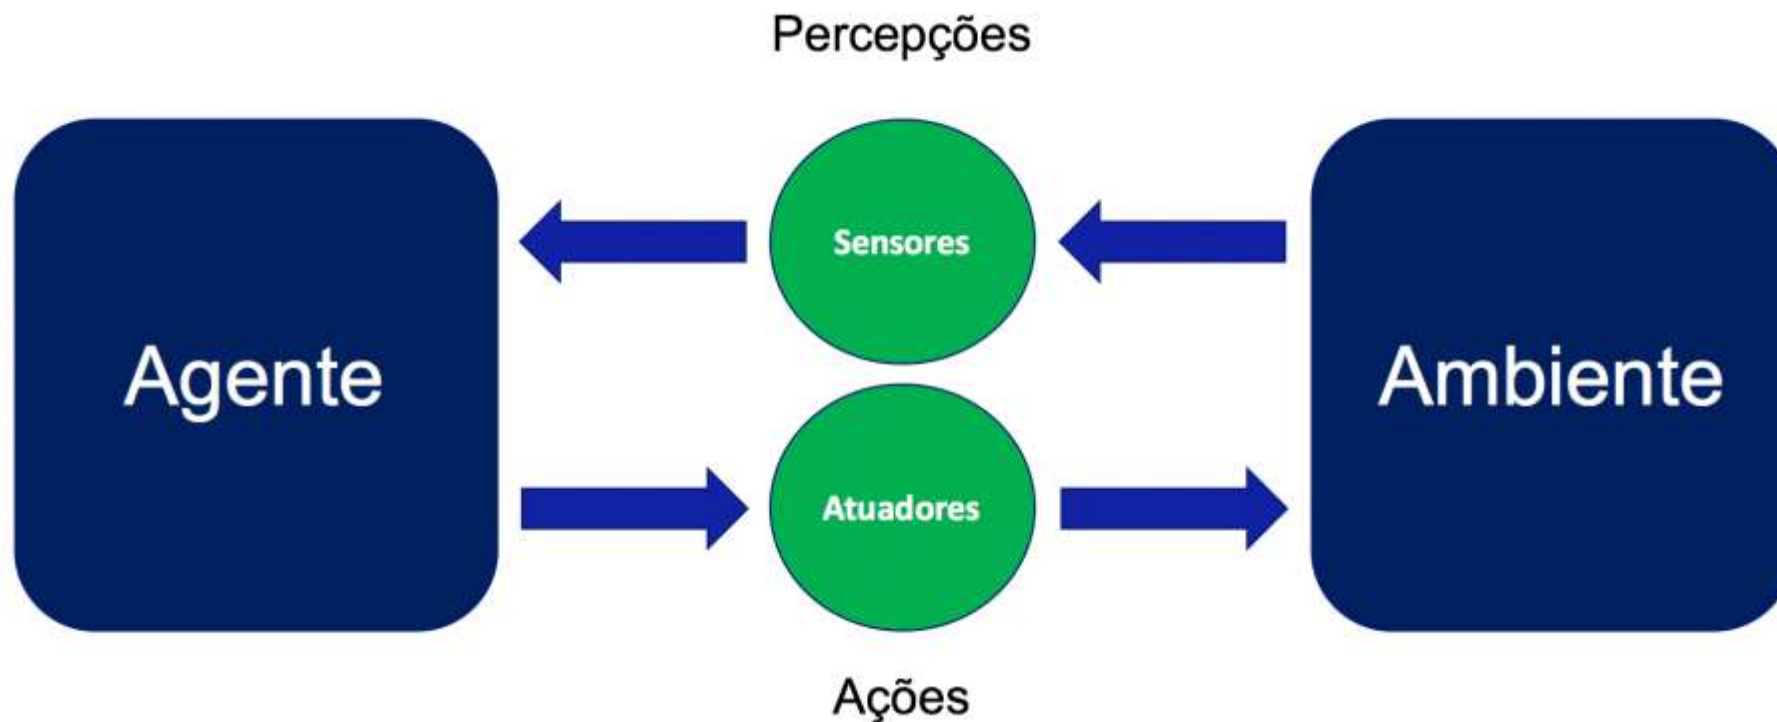 Percepções
Sensores
Agente
Ambiente
Atuadores
Ações